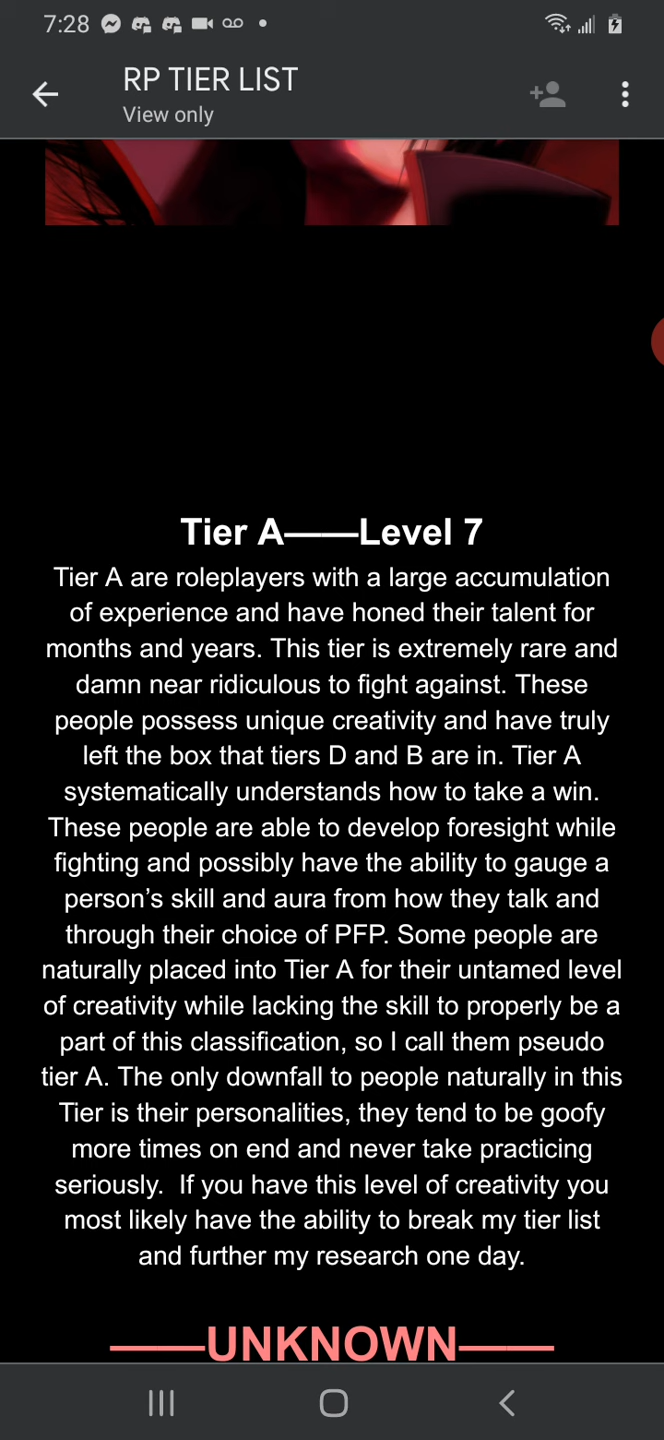 7:28
RP TIER LIST
View only
Tier A——Level 7
Tier A are roleplayers with a large accumulation
of experience and have honed their talent for
months and years. This tier is extremely rare and
damn near ridiculous to fight against. These
people possess unique creativity and have truly
left the box that tiers D and B are in. Tier A
systematically understands how to take a win.
These people are able to develop foresight while
fighting and possibly have the ability to gauge a
person’s skill and aura from how they talk and
through their choice of PFP. Some people are
naturally placed into Tier A for their untamed level
of creativity while lacking the skill to properly be a
part of this classification, so I call them pseudo
tier A. The only downfall to people naturally in this
Tier is their personalities, they tend to be goofy
more times on end and never take practicing
seriously.  If you have this level of creativity you
most likely have the ability to break my tier list
and further my research one day.
——UNKNOWN——